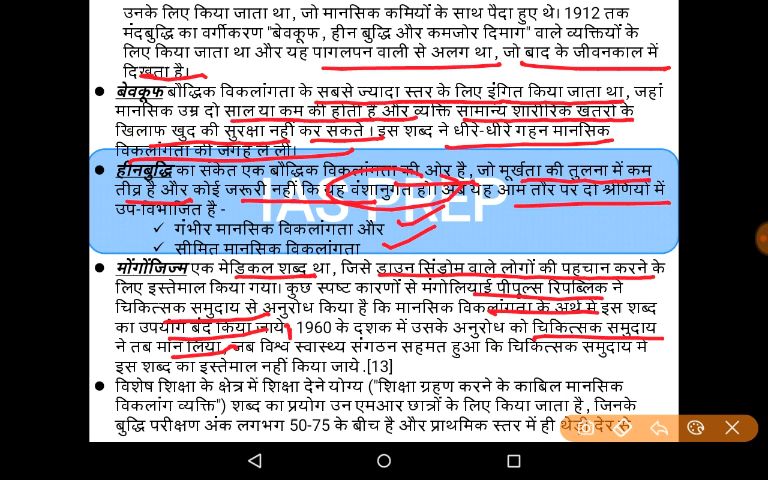 उनके लिए किया जाता था, जो मानसिक कमियों के साथ पैदा हुए थे। 1912 तक
मंदबुद्धि का वर्गीकरण "बेवकूफ, हीन बुद्धि और कमजोर दिमाग" वाले व्यक्तियों के
लिए किया जाता था और यह पागलपन वाली से अलग था, जो बाद के जीवनकाल में
दिखता है।
● बेवकूफ बौद्धिक विकलांगता के सबसे ज्यादा स्तर के लिए इंगित किया जाता था, जहां
मानसिक उम्र दो साल या कम की होती है और व्यक्ति सामान्य शारीरिक खतरों के
खिलाफ खुद की सुरक्षा नहीं कर सकते। इस शब्द ने धीरे-धीरे गहन मानसिक
विकलांगता की जगह ले ली।
● हीनबुद्धि का संकेत एक बौद्धिक विकलांगता की ओर है, जो मूर्खता की तुलना में कम
तीव्र है और कोई जरूरी नहीं कि यह वंशानुगत हो। अब यह आम तौर पर दो श्रेणियों में
उप-विभाजित है -
IAS PREP
✓ गंभीर मानसिक विकलांगता और
✓ सीमित मानसिक विकलांगता
● मोंगोंजिज्म एक मेडिकल शब्द था, जिसे डाउन सिंड्रोम वाले लोगों की पहचान करने के
लिए इस्तेमाल किया गया। कुछ स्पष्ट कारणों से मंगोलियाई पीपुल्स रिपब्लिक ने
चिकित्सक समुदाय से अनुरोध किया है कि मानसिक विकलांगता के अर्थ में इस शब्द
का उपयोग बंद किया जाये। 1960 के दशक में उसके अनुरोध को चिकित्सक समुदाय
ने तब मान लिया, जब विश्व स्वास्थ्य संगठन सहमत हुआ कि चिकित्सक समुदाय में
इस शब्द का इस्तेमाल नहीं किया जाये.[13]
● विशेष शिक्षा के क्षेत्र में शिक्षा देने योग्य ("शिक्षा ग्रहण करने के काबिल मानसिक
विकलांग व्यक्ति") शब्द का प्रयोग उन एमआर छात्रों के लिए किया जाता है, जिनके
बुद्धि परीक्षण अंक लगभग 50-75 के बीच है और प्राथमिक स्तर में ही थोड़ी देर से